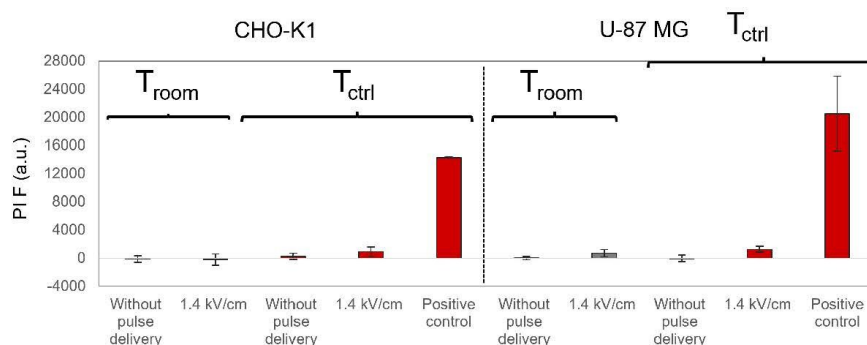 CHO-K1
U-87 MG
T_room
T_ctrl
T_room
T_ctrl
PI F (a.u.)
28000
24000
20000
16000
12000
8000
4000
0
-4000
Without
pulse
delivery
1.4 kV/cm
Without
pulse
delivery
1.4 kV/cm
Positive
control
Without
pulse
delivery
1.4 kV/cm
Without
pulse
delivery
1.4 kV/cm
Positive
control